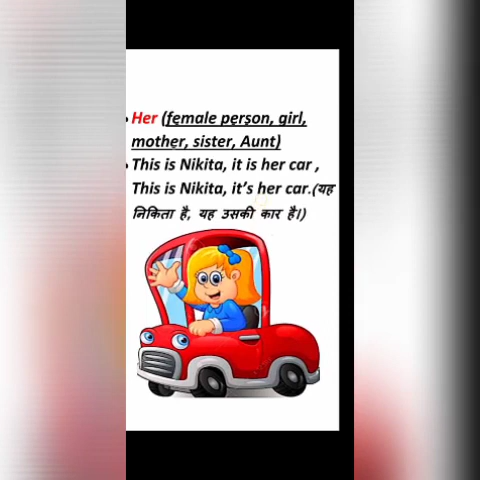 • Her (female person, girl,
mother, sister, Aunt)
• This is Nikita, it is her car ,
This is Nikita, it’s her car.(यह
निकिता है, यह उसकी कार है।)